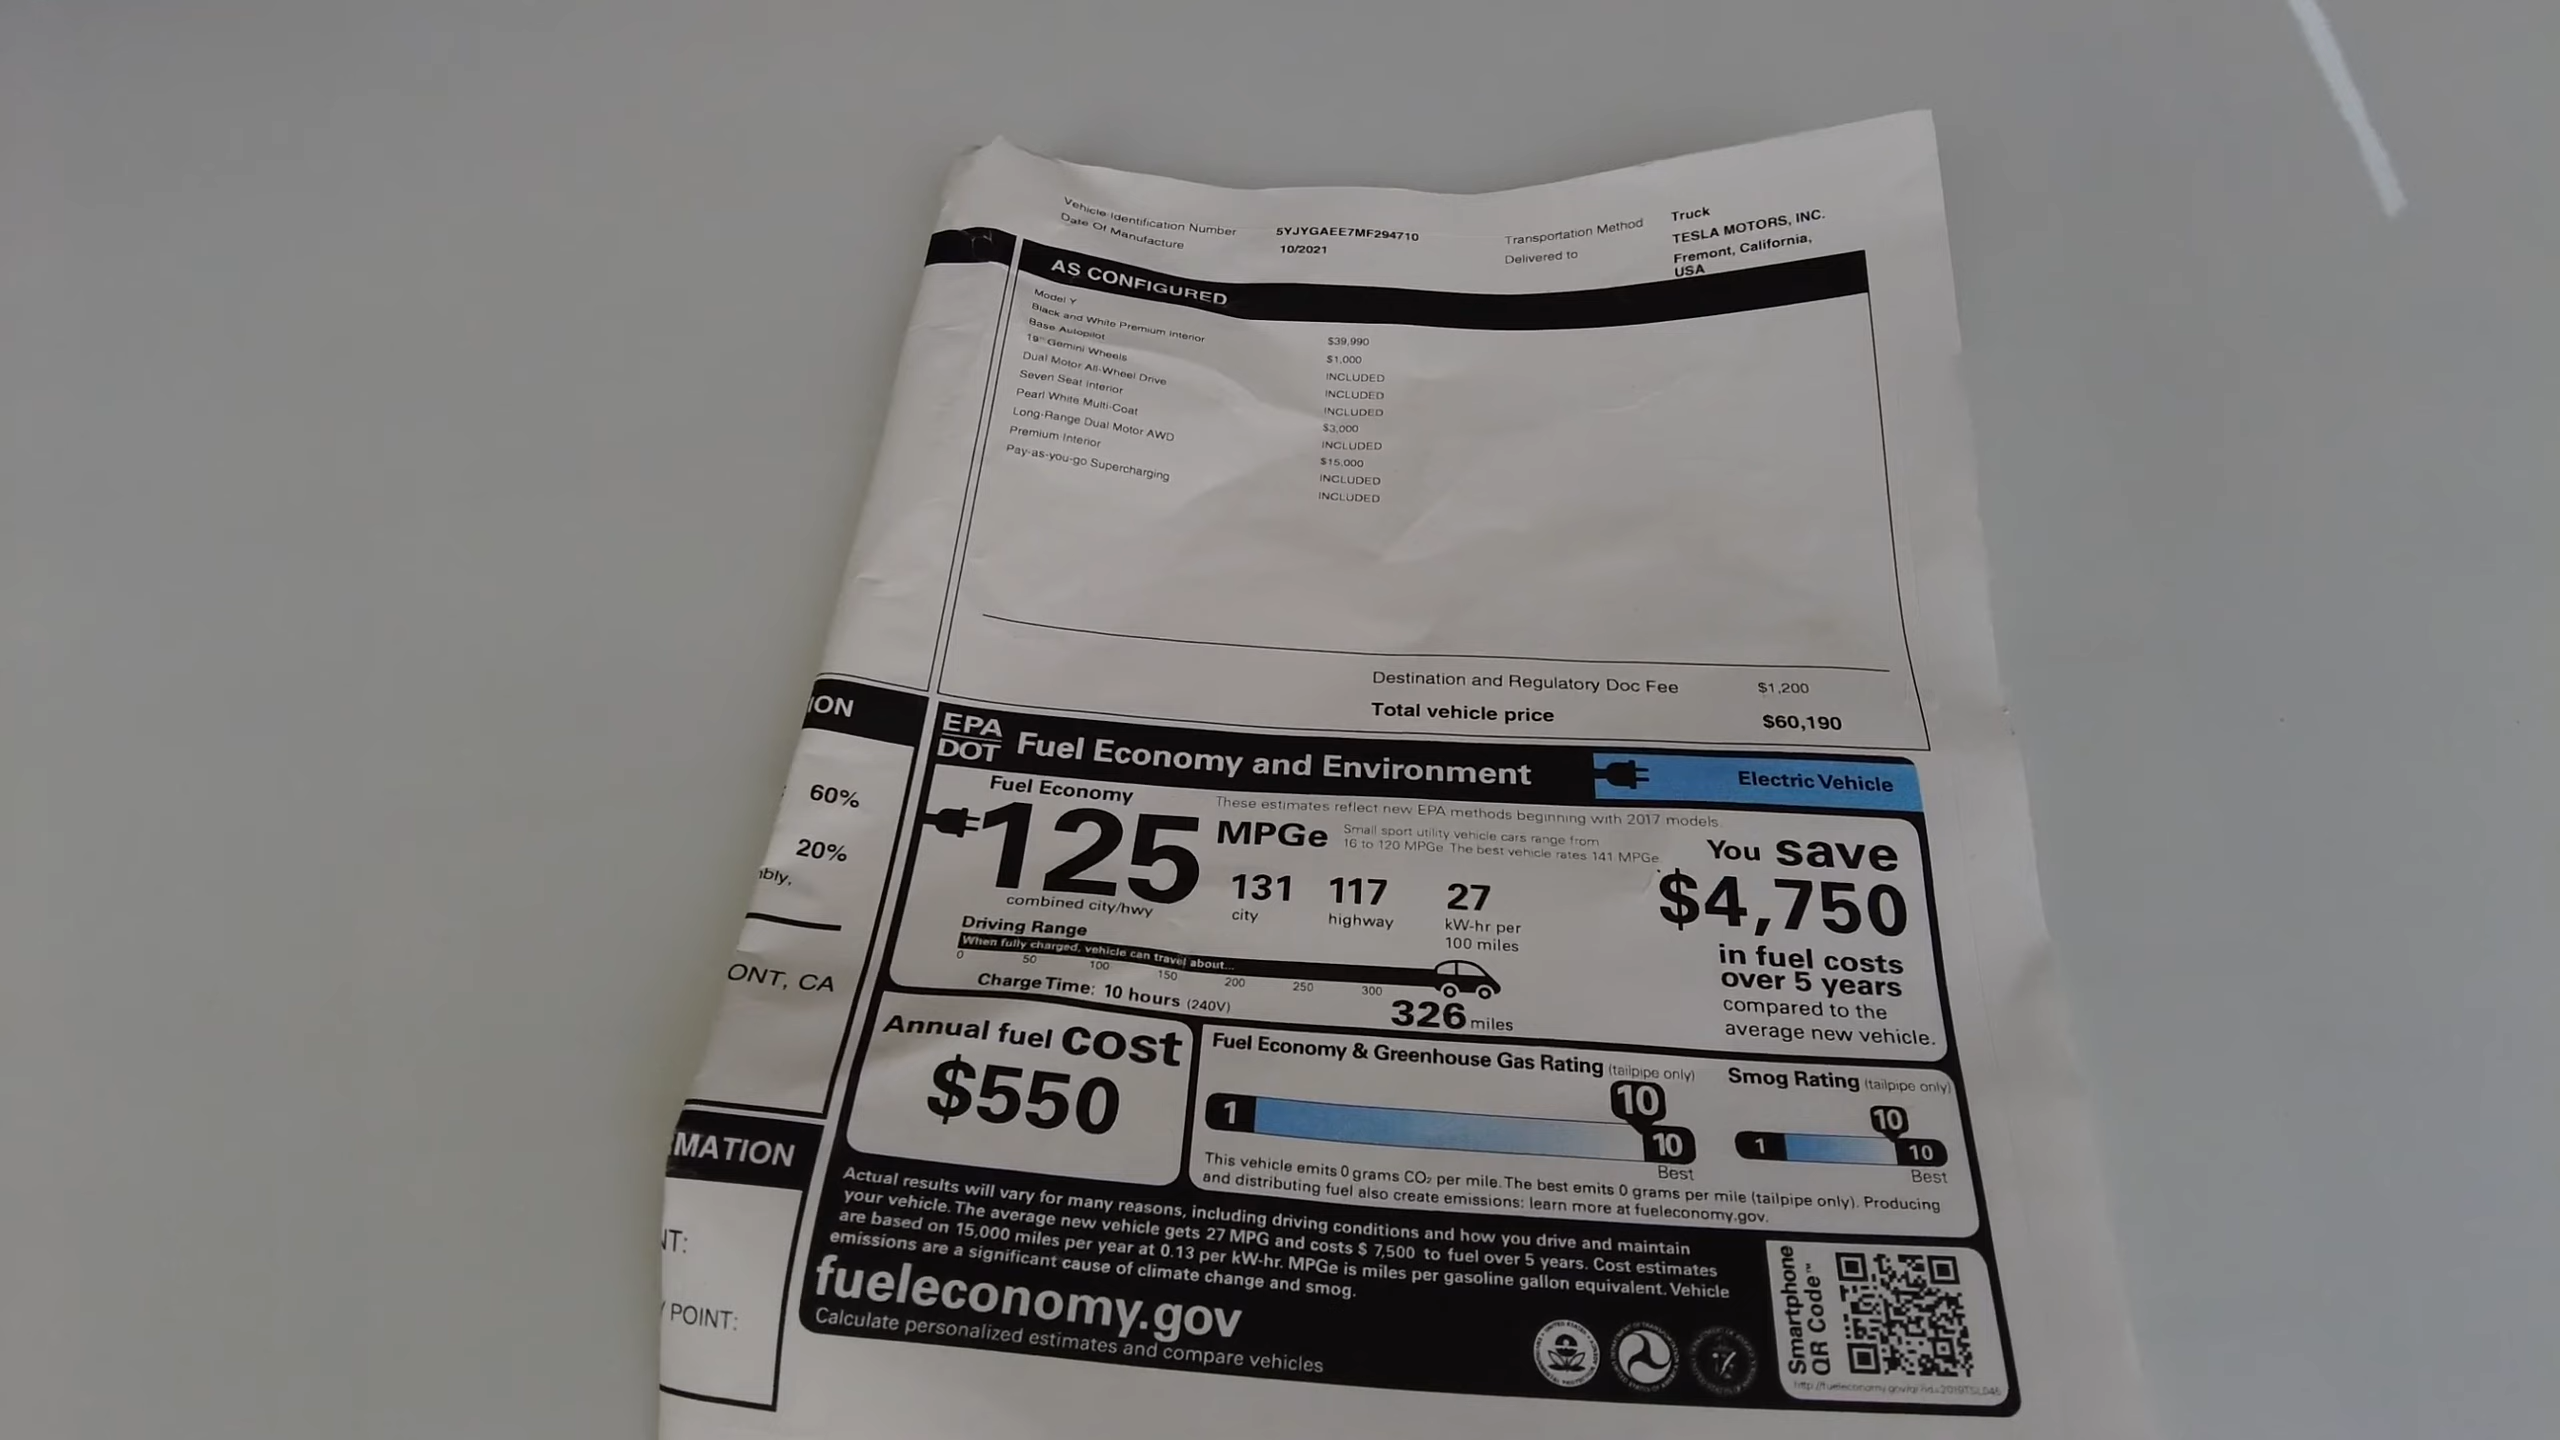 Vehicle Identification Number 5YJYGAEE7MF294710
Date Of Manufacture 10/2021
Transportation Method Truck
Delivered to TESLA MOTORS, INC.
Fremont, California,
USA
AS CONFIGURED
Model Y $39,990
Black and White Premium Interior $1,000
Base Autopilot INCLUDED
19" Gemini Wheels INCLUDED
Dual Motor All-Wheel Drive INCLUDED
Seven Seat Interior $3,000
Pearl White Multi-Coat INCLUDED
Long-Range Dual Motor AWD $15,000
Premium Interior INCLUDED
Pay-as-you-go Supercharging INCLUDED
Destination and Regulatory Doc Fee $1,200
Total vehicle price $60,190
ION
60%
20%
bly,
ONT, CA
MATION
NT:
Y POINT:
EPA
DOT
Fuel Economy and Environment
Electric Vehicle
Fuel Economy
These estimates reflect new EPA methods beginning with 2017 models.
125 MPGe
Small sport utility vehicle cars range from
16 to 120 MPGe. The best vehicle rates 141 MPGe.
combined city/hwy
131 city
117 highway
27 kW-hr per
100 miles
You save
$4,750
in fuel costs
over 5 years
compared to the
average new vehicle.
Driving Range
When fully charged, vehicle can travel about...
0 50 100 150 200 250 300
326 miles
Charge Time: 10 hours (240V)
Annual fuel cost
$550
Fuel Economy & Greenhouse Gas Rating (tailpipe only)
1 10 10
Best
Smog Rating (tailpipe only)
1 10 10
Best
This vehicle emits 0 grams CO₂ per mile. The best emits 0 grams per mile (tailpipe only). Producing
and distributing fuel also create emissions: learn more at fueleconomy.gov.
Actual results will vary for many reasons, including driving conditions and how you drive and maintain
your vehicle. The average new vehicle gets 27 MPG and costs $ 7,500 to fuel over 5 years. Cost estimates
are based on 15,000 miles per year at 0.13 per kW-hr. MPGe is miles per gasoline gallon equivalent. Vehicle
emissions are a significant cause of climate change and smog.
fueleconomy.gov
Calculate personalized estimates and compare vehicles
Smartphone
QR Code™